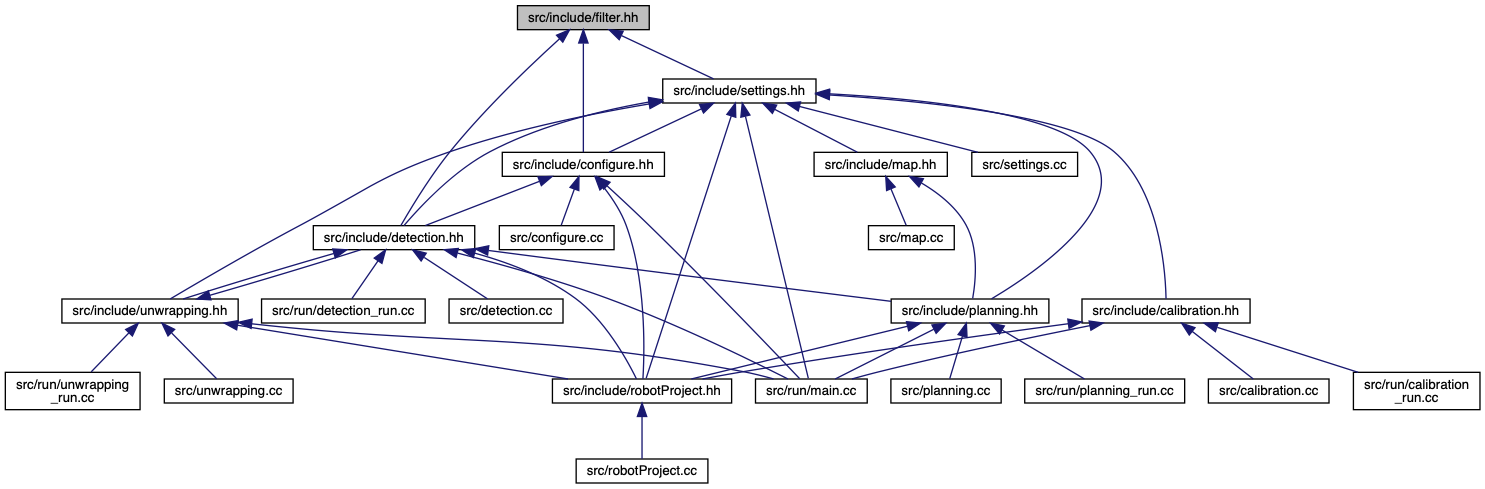 src/include/filter.hh
src/include/settings.hh
src/include/configure.hh
src/include/map.hh
src/settings.cc
src/include/detection.hh
src/configure.cc
src/map.cc
src/include/unwrapping.hh
src/run/detection_run.cc
src/detection.cc
src/include/planning.hh
src/include/calibration.hh
src/run/unwrapping
_run.cc
src/unwrapping.cc
src/include/robotProject.hh
src/run/main.cc
src/planning.cc
src/run/planning_run.cc
src/calibration.cc
src/run/calibration
_run.cc
src/robotProject.cc